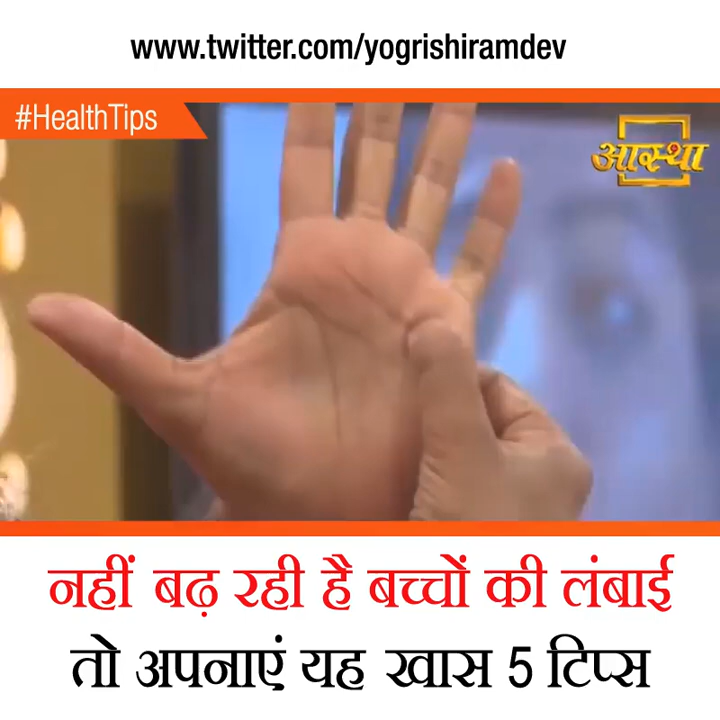 www.twitter.com/yogrishiramdev
#HealthTips
आस्था
नहीं बढ़ रही है बच्चों की लंबाई
तो अपनाएं यह खास 5 टिप्स